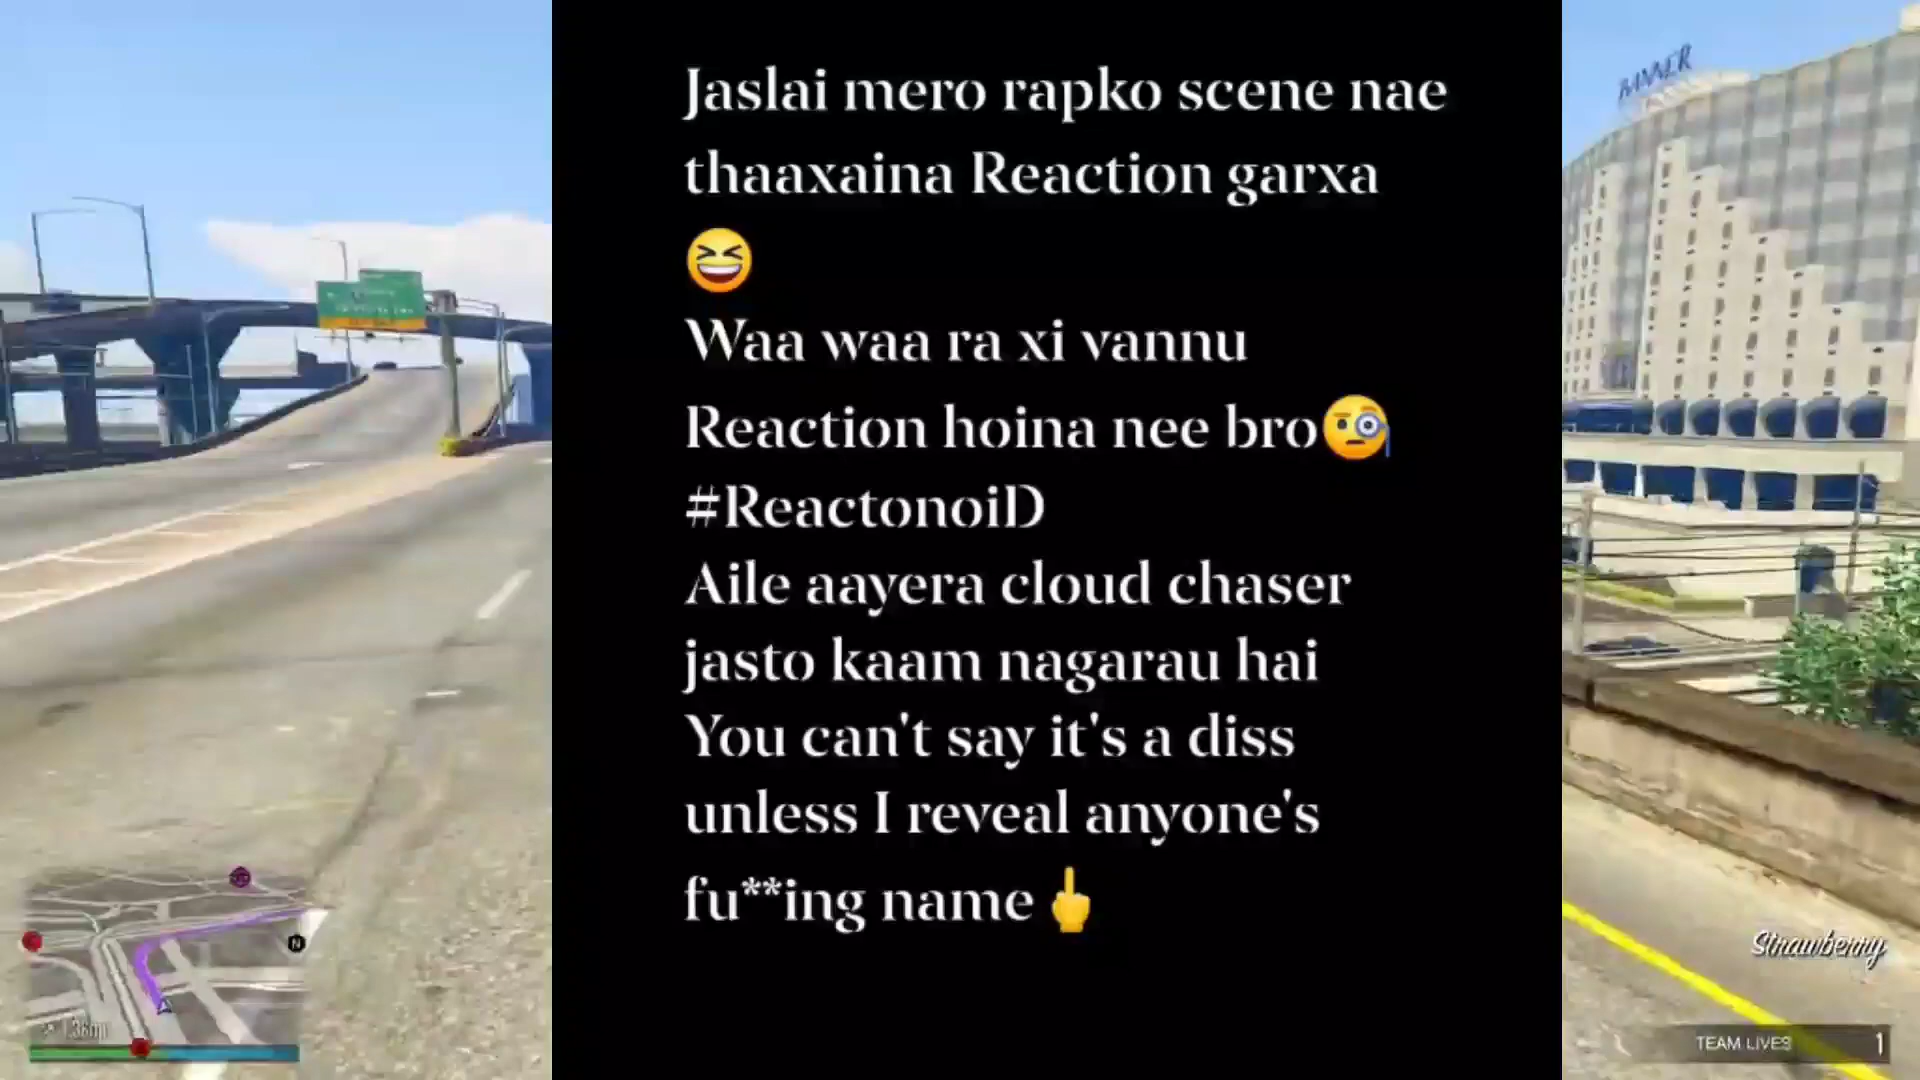 BANNER
Jaslai mero rapko scene nae
thaaxaina Reaction garxa
😆
Waa waa ra xi vannu
Reaction hoina nee bro🧐
#ReactonoiD
Aile aayera cloud chaser
jasto kaam nagarau hai
You can't say it's a diss
unless I reveal anyone's
fu**ing name🖕
N
Strawberry
TEAM LIVES 1